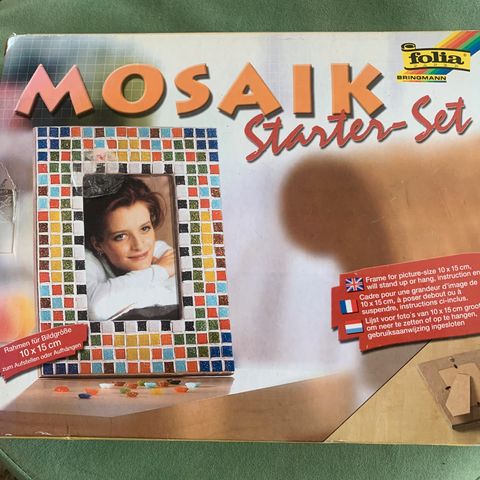 MOSAIK
Starter-Set
folia
BRINGMANN
Frame for picture-size 10 x 15 cm,
will stand up or hang, instruction en
Cadre pour une grandeur d'image de
10 x 15 cm, à poser debout ou à
suspendre, instructions ci-inclus.
Lijst voor foto's van 10 x 15 cm groot
om neer te zetten of op te hangen,
gebruiksaanwijzing ingesloten
Rahmen für Bildgröße
10 x 15 cm
zum Aufstellen oder Aufhängen